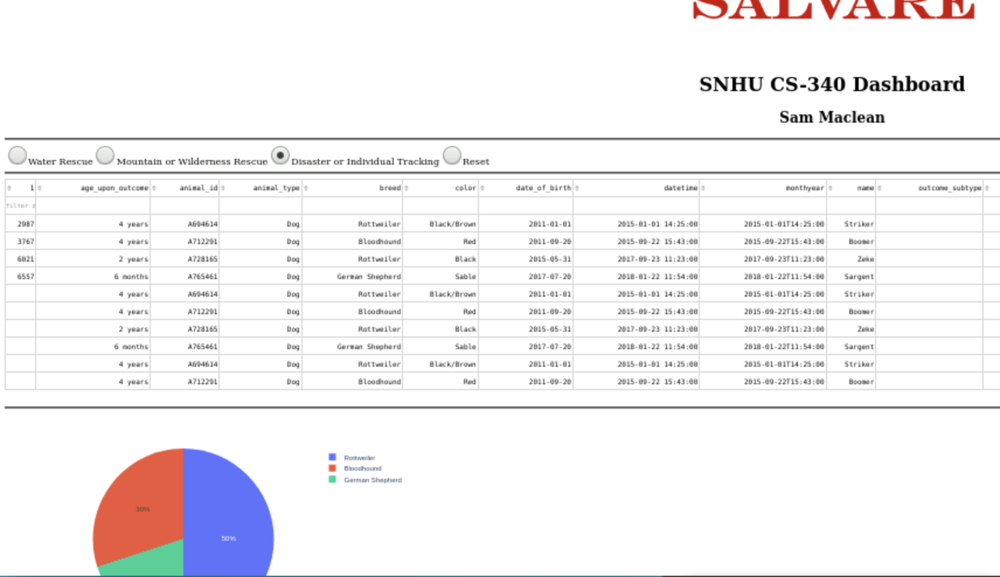 SALVARE
SNHU CS-340 Dashboard
Sam Maclean
Water Rescue Mountain or Wilderness Rescue Disaster or Individual Tracking Reset
1 age_upon_outcome animal_id animal_type breed color date_of_birth datetime monthyear name outcome_subtype
filter d
2987 4 years A694614 Dog Rottweiler Black/Brown 2011-01-01 2015-01-01 14:25:00 2015-01-01T14:25:00 Striker
3767 4 years A712291 Dog Bloodhound Red 2011-09-20 2015-09-22 15:43:00 2015-09-22T15:43:00 Boomer
6021 2 years A728165 Dog Rottweiler Black 2015-05-31 2017-09-23 11:23:00 2017-09-23T11:23:00 Zeke
6557 6 months A765461 Dog German Shepherd Sable 2017-07-20 2018-01-22 11:54:00 2018-01-22T11:54:00 Sargent
4 years A694614 Dog Rottweiler Black/Brown 2011-01-01 2015-01-01 14:25:00 2015-01-01T14:25:00 Striker
4 years A712291 Dog Bloodhound Red 2011-09-20 2015-09-22 15:43:00 2015-09-22T15:43:00 Boomer
2 years A728165 Dog Rottweiler Black 2015-05-31 2017-09-23 11:23:00 2017-09-23T11:23:00 Zeke
6 months A765461 Dog German Shepherd Sable 2017-07-20 2018-01-22 11:54:00 2018-01-22T11:54:00 Sargent
4 years A694614 Dog Rottweiler Black/Brown 2011-01-01 2015-01-01 14:25:00 2015-01-01T14:25:00 Striker
4 years A712291 Dog Bloodhound Red 2011-09-20 2015-09-22 15:43:00 2015-09-22T15:43:00 Boomer
Rottweiler
Bloodhound
German Shepherd
30%
50%